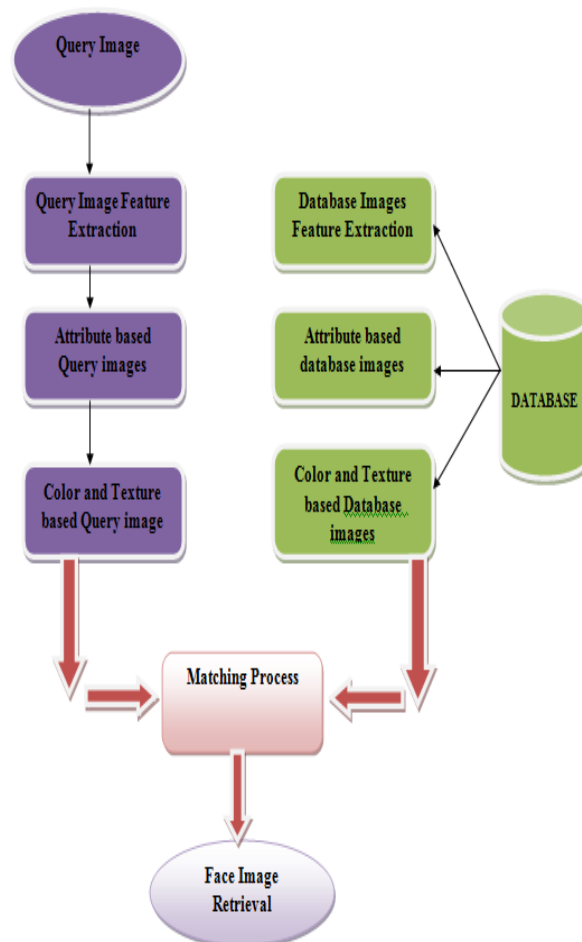 Query Image
Query Image Feature
Extraction
Database Images
Feature Extraction
Attribute based
Query images
Attribute based
database images
DATABASE
Color and Texture
based Query image
Color and Texture
based Database
images
Matching Process
Face Image
Retrieval